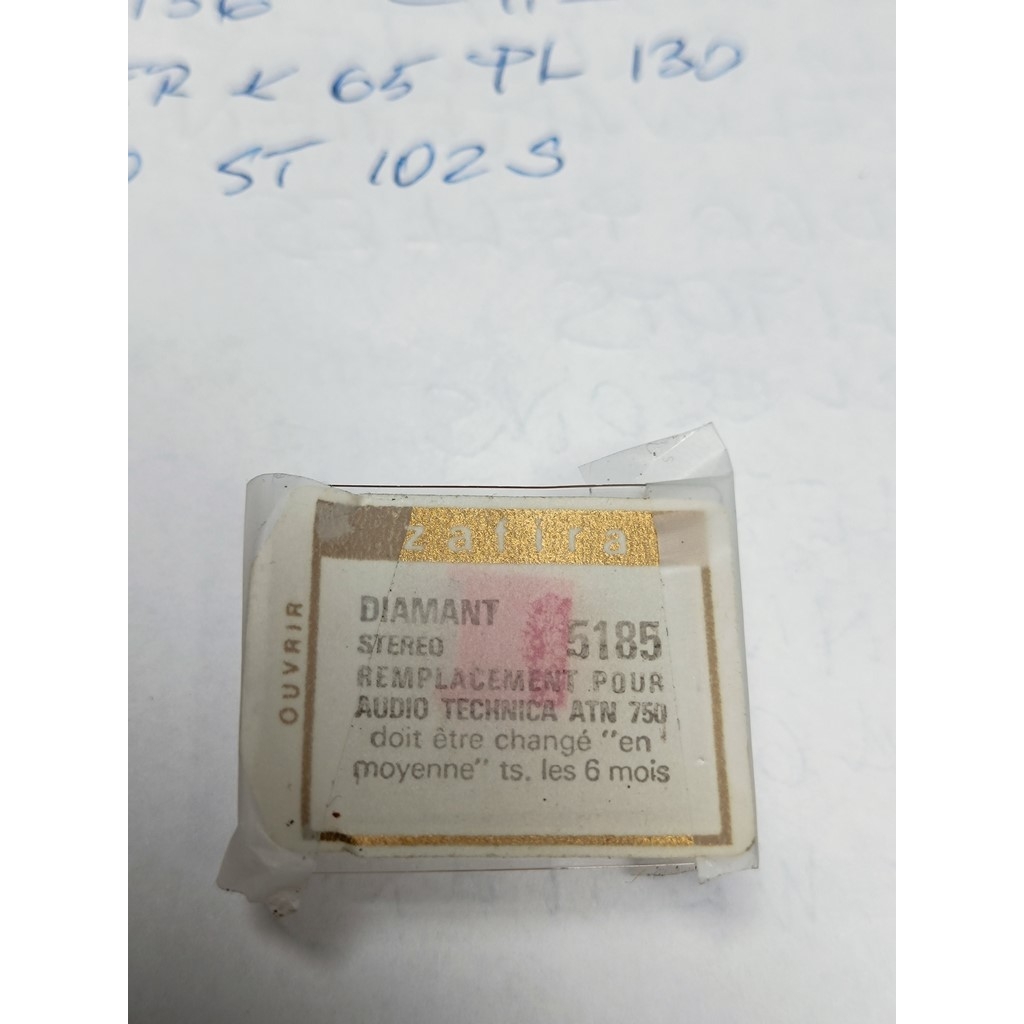 K 65 PL 130
ST 102 S
zafira
OUVRIR
DIAMANT
STEREO 5185
REMPLACEMENT POUR
AUDIO TECHNICA ATN 750
doit être changé "en
moyenne" ts. les 6 mois